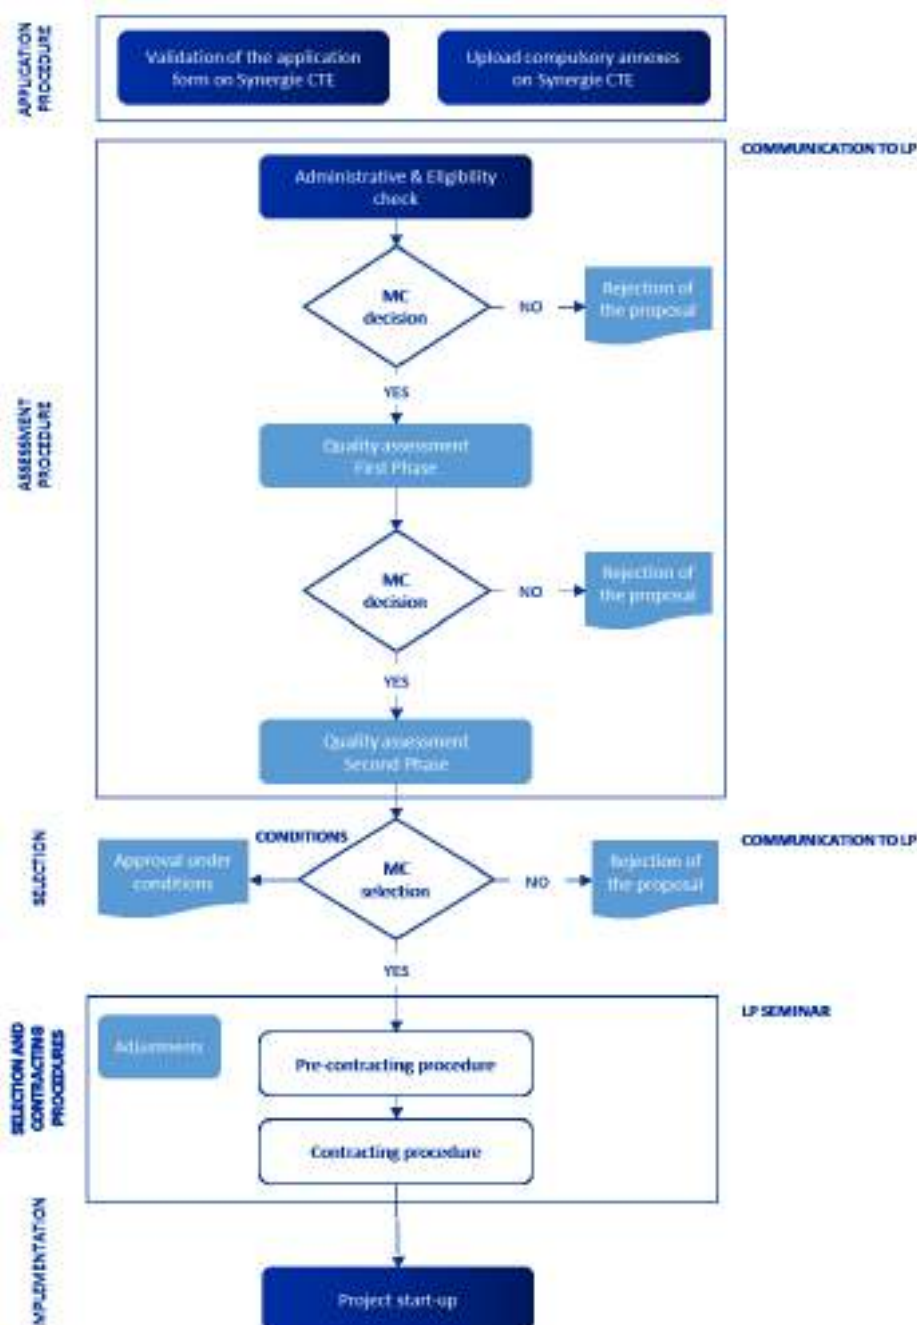 APPLICATION
PROCEDURE
Validation of the application
form on Synergie CTE
Upload compulsory annexes
on Synergie CTE
COMMUNICATION TO LP
ASSESSMENT
PROCEDURE
Administrative & Eligibility
check
MC
decision
NO
Rejection of
the proposal
YES
Quality assessment
First Phase
MC
decision
NO
Rejection of
the proposal
YES
Quality assessment
Second Phase
SELECTION
CONDITIONS
COMMUNICATION TO LP
Approval under
conditions
MC
selection
NO
Rejection of
the proposal
YES
SELECTION AND
CONTRACTING
PROCEDURES
LP SEMINAR
Adjustments
Pre-contracting procedure
Contracting procedure
IMPLEMENTATION
Project start-up